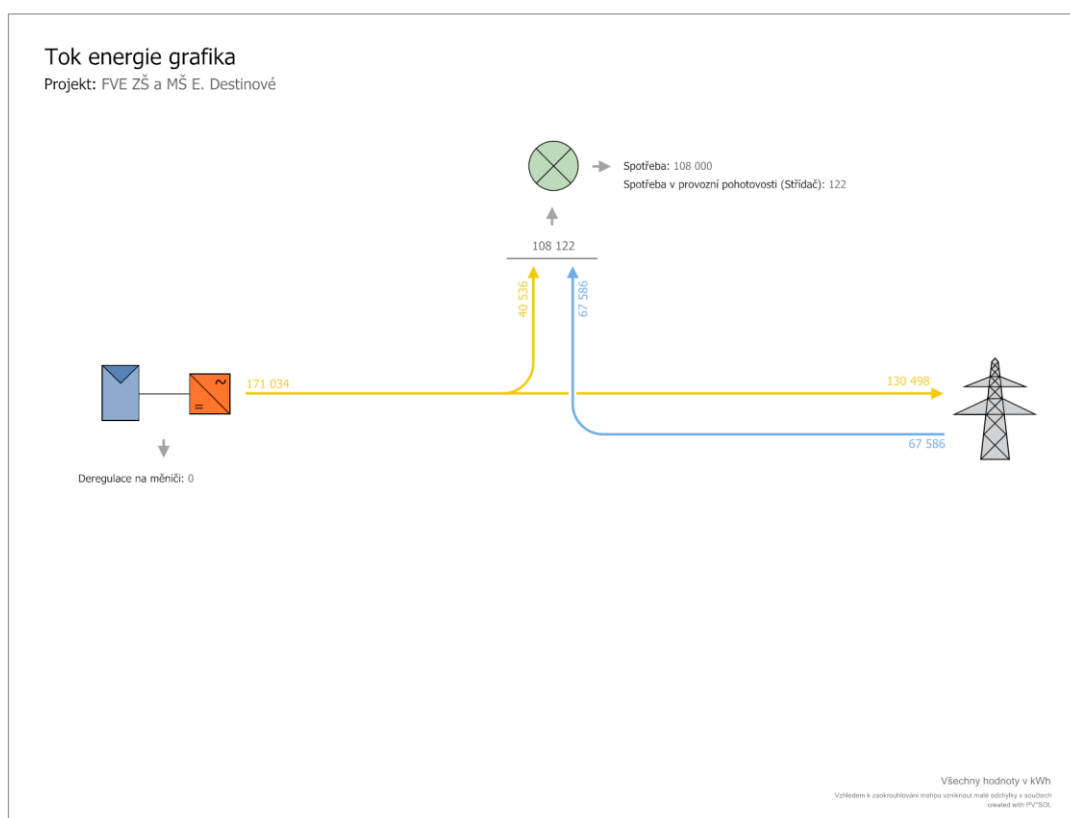 Tok energie grafika
Projekt: FVE ZŠ a MŠ E. Destinové
Spotřeba: 108 000
Spotřeba v provozní pohotovosti (Střídač): 122
108 122
40 536
67 586
171 034
130 498
67 586
Deregulace na měniči: 0
Všechny hodnoty v kWh
Vzhledem k zaokrouhlování mohou vzniknout malé odchylky v součtech
created with PV*SOL